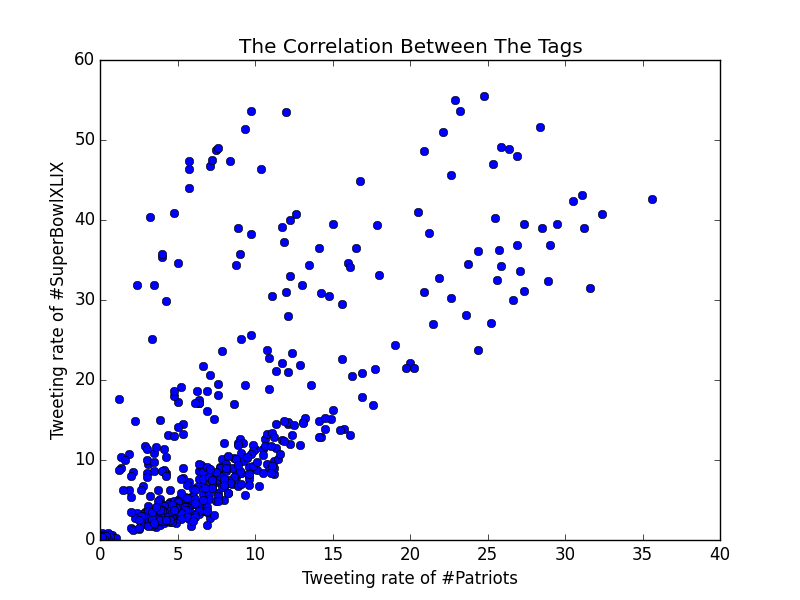 The Correlation Between The Tags
60
50
40
30
20
10
0
Tweeting rate of #SuperBowlXLIX
0 5 10 15 20 25 30 35 40
Tweeting rate of #Patriots